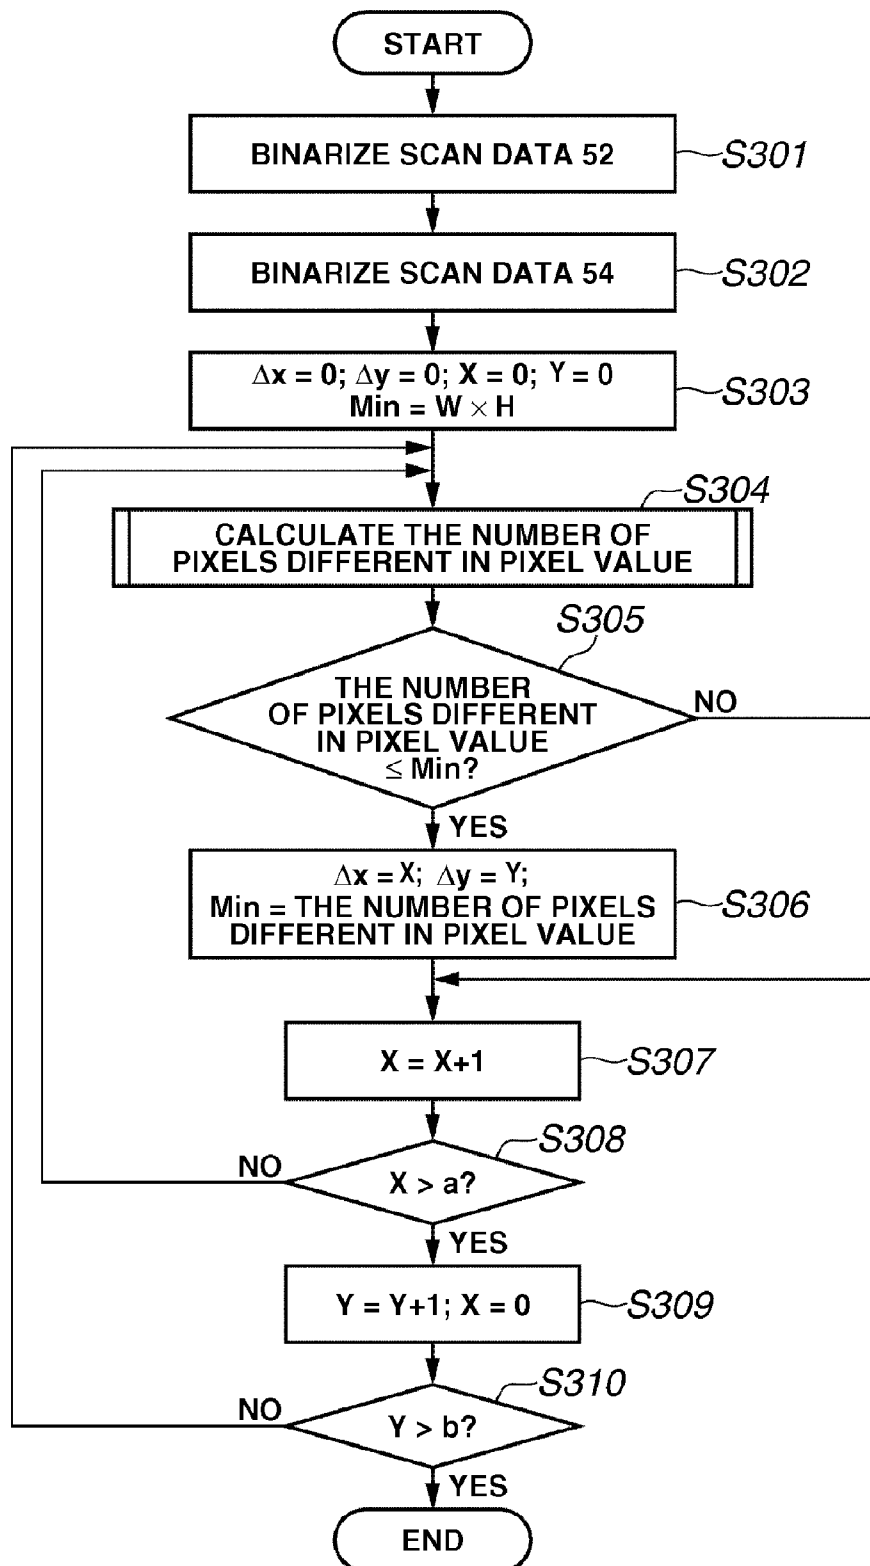 START
BINARIZE SCAN DATA 52
S301
BINARIZE SCAN DATA 54
S302
Δx = 0; Δy = 0; X = 0; Y = 0
Min = W × H
S303
S304
CALCULATE THE NUMBER OF
PIXELS DIFFERENT IN PIXEL VALUE
S305
THE NUMBER
OF PIXELS DIFFERENT
IN PIXEL VALUE
≤ Min?
NO
YES
Δx = X; Δy = Y;
Min = THE NUMBER OF PIXELS
DIFFERENT IN PIXEL VALUE
S306
X = X+1
S307
S308
X > a?
NO
YES
Y = Y+1; X = 0
S309
S310
Y > b?
NO
YES
END